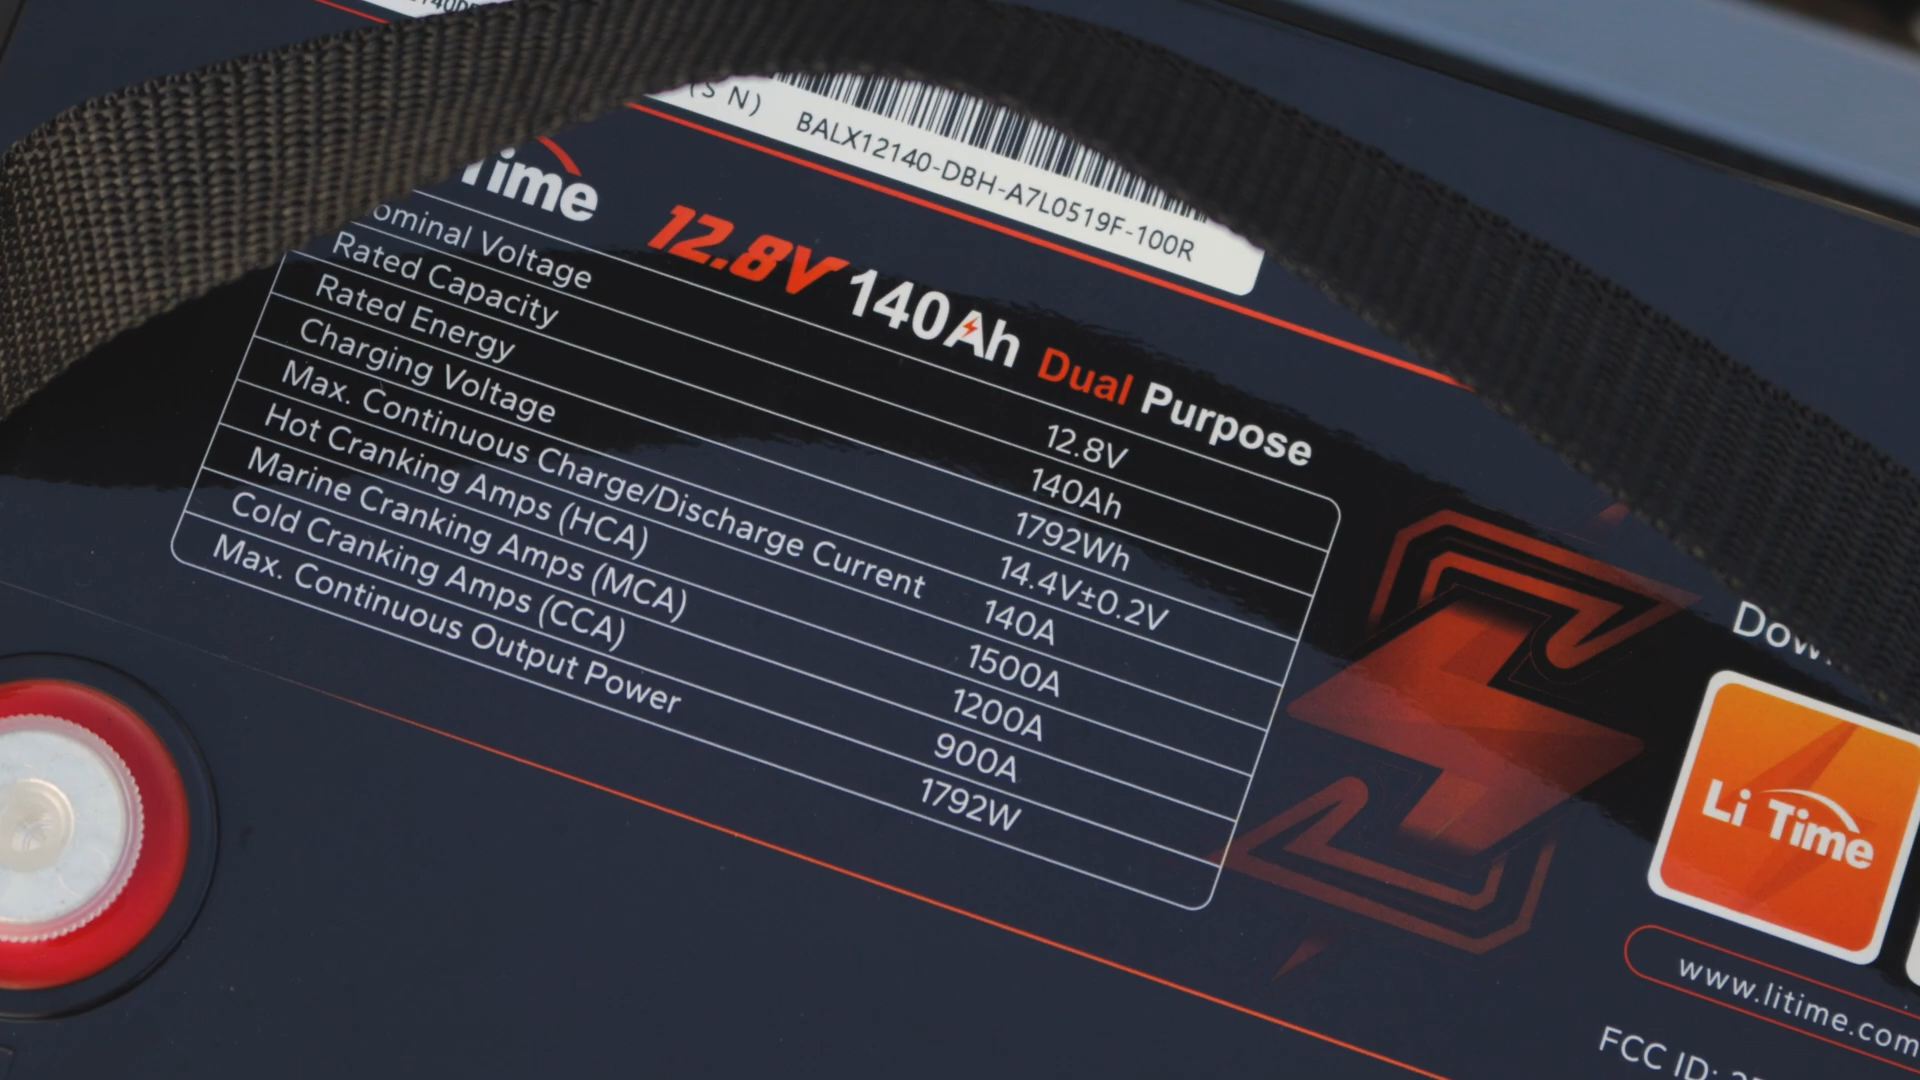 (S N) BALX12140-DBH-A7L0519F-100R
Time 12.8V 140Ah Dual Purpose
Nominal Voltage 12.8V
Rated Capacity 140Ah
Rated Energy 1792Wh
Charging Voltage 14.4V±0.2V
Max. Continuous Charge/Discharge Current 140A
Hot Cranking Amps (HCA) 1500A
Marine Cranking Amps (MCA) 1200A
Cold Cranking Amps (CCA) 900A
Max. Continuous Output Power 1792W
Li Time
www.litime.com
FCC ID: